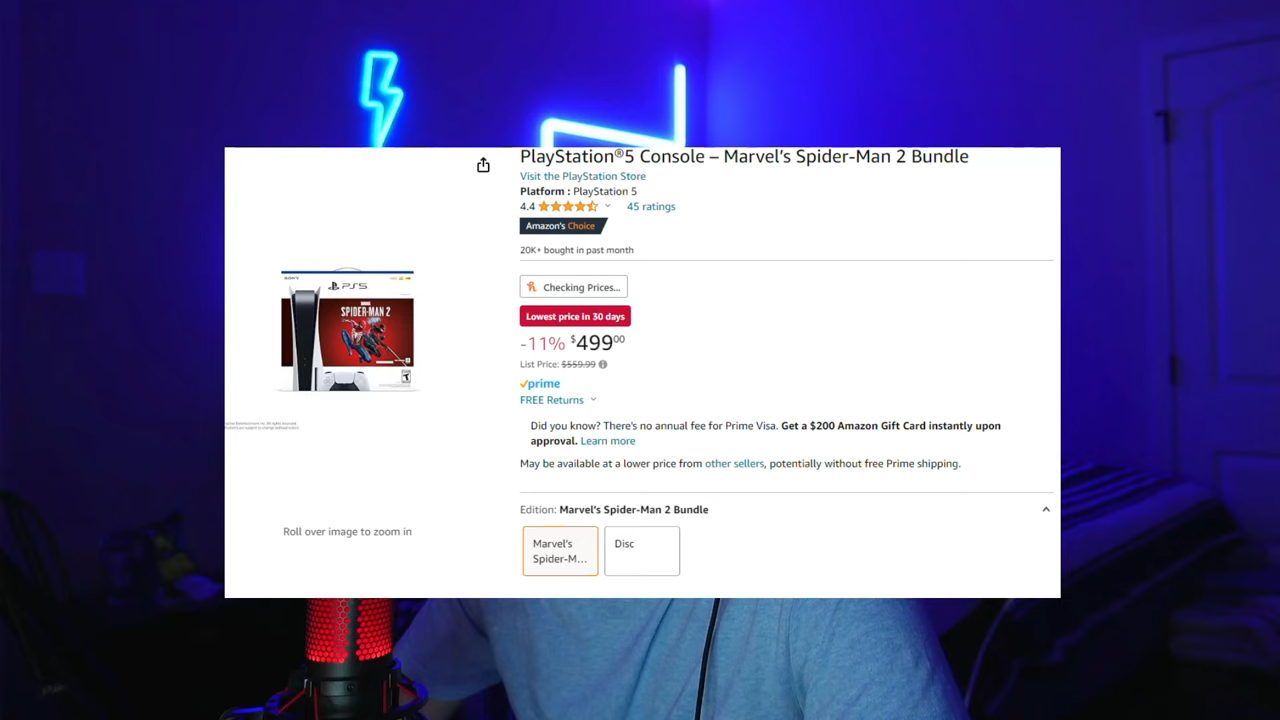 PlayStation®5 Console – Marvel's Spider-Man 2 Bundle
Visit the PlayStation Store
Platform : PlayStation 5
4.4 45 ratings
Amazon's Choice
20K+ bought in past month
Checking Prices...
Lowest price in 30 days
-11% $49900
List Price: $559.99
prime
FREE Returns
Did you know? There's no annual fee for Prime Visa. Get a $200 Amazon Gift Card instantly upon
approval. Learn more
May be available at a lower price from other sellers, potentially without free Prime shipping.
Edition: Marvel's Spider-Man 2 Bundle
Marvel's
Spider-M...
Disc
SONY
PS5
MARVEL
SPIDER-MAN 2
Roll over image to zoom in